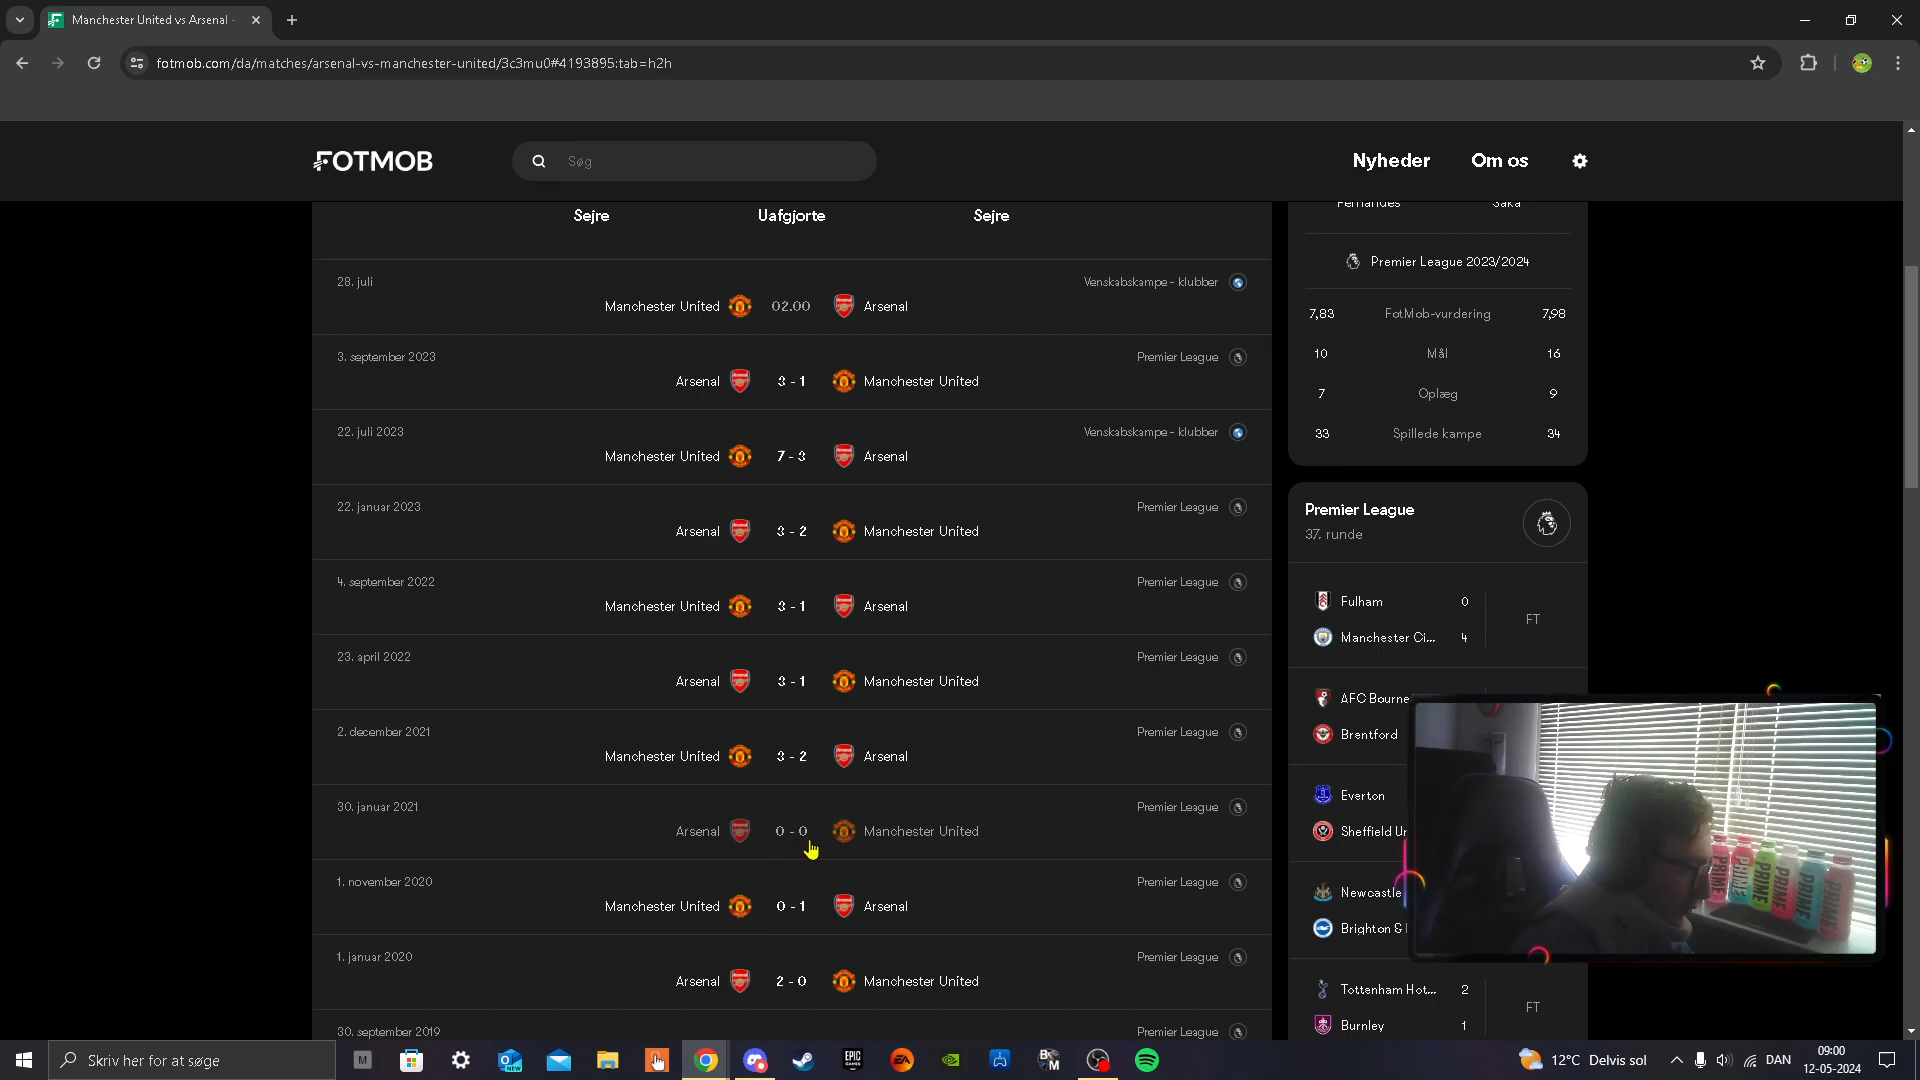 Manchester United vs Arsenal -
fotmob.com/da/matches/arsenal-vs-manchester-united/3c3mu0#4193895:tab=h2h
FOTMOB
Søg
Nyheder
Om os
Sejre
Uafgjorte
Sejre
28. juli
Venskabskampe - klubber
Manchester United 02.00 Arsenal
3. september 2023
Premier League
Arsenal 3 - 1 Manchester United
22. juli 2023
Venskabskampe - klubber
Manchester United 7 - 3 Arsenal
22. januar 2023
Premier League
Arsenal 3 - 2 Manchester United
4. september 2022
Premier League
Manchester United 3 - 1 Arsenal
23. april 2022
Premier League
Arsenal 3 - 1 Manchester United
2. december 2021
Premier League
Manchester United 3 - 2 Arsenal
30. januar 2021
Premier League
Arsenal 0 - 0 Manchester United
1. november 2020
Premier League
Manchester United 0 - 1 Arsenal
1. januar 2020
Premier League
Arsenal 2 - 0 Manchester United
30. september 2019
Premier League
Fernandes Saka
Premier League 2023/2024
7,83 FotMob-vurdering 7,98
10 Mål 16
7 Oplæg 9
33 Spillede kampe 34
Premier League
37. runde
Fulham 0
Manchester Ci... 4
FT
AFC Bourne
Brentford
Everton
Sheffield Un
Newcastle
Brighton &
Tottenham Hot... 2
Burnley 1
FT
PRIME
PRIME
PRIME
PRIME
PRIME
Skriv her for at søge
M
NEW
EPIC
GAMES
EA
12°C Delvis sol
DAN
09:00
12-05-2024